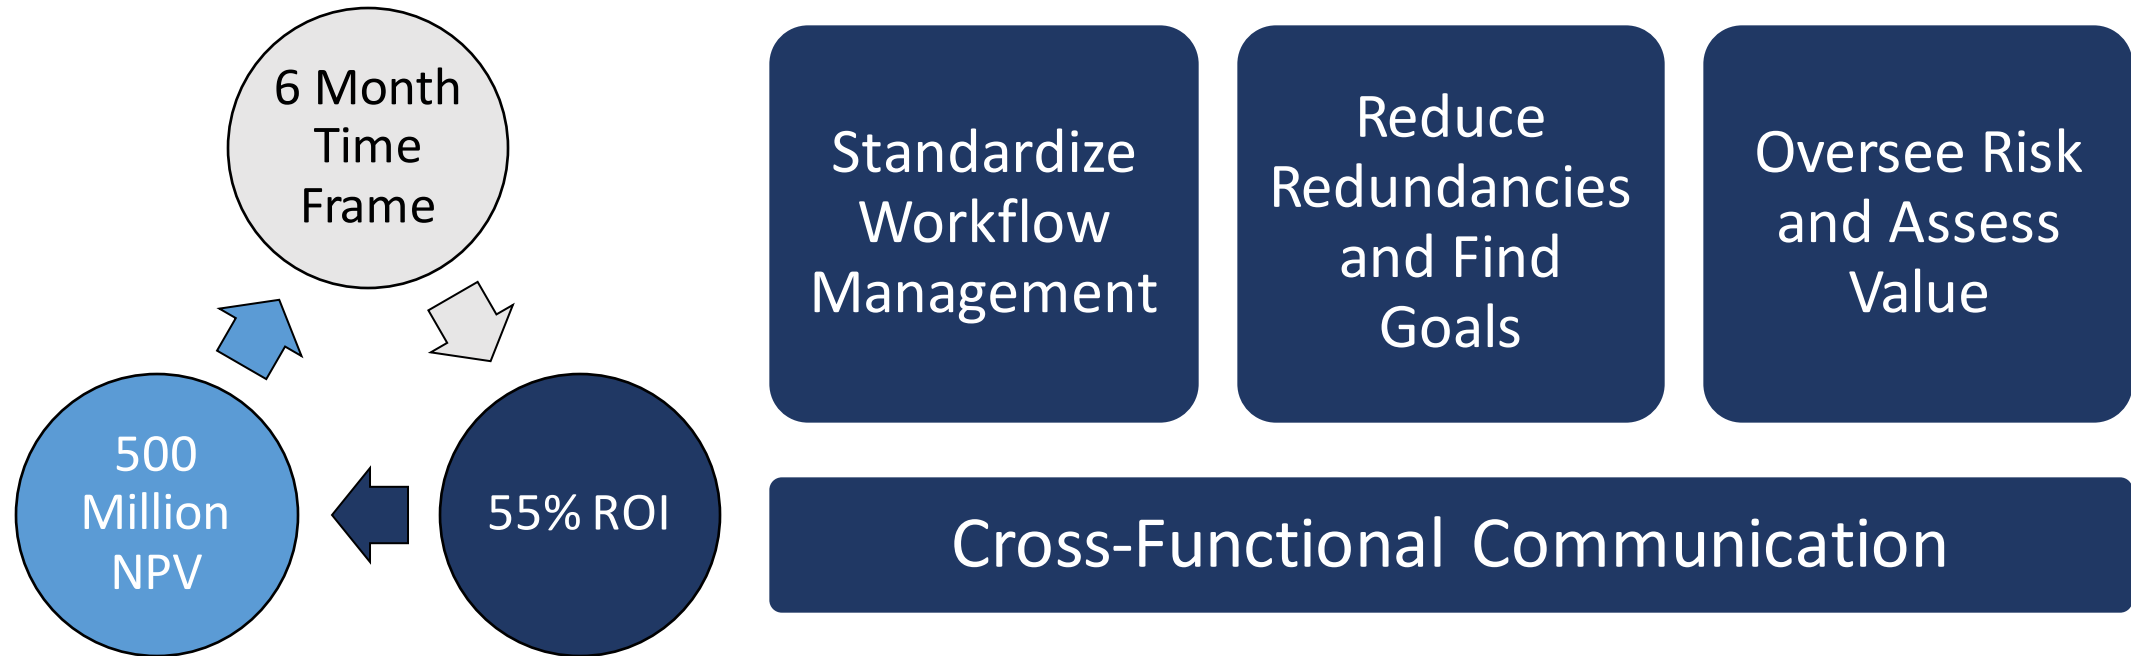 6 Month
Time
Frame
500
Million
NPV
55% ROI
Standardize
Workflow
Management
Reduce
Redundancies
and Find
Goals
Oversee Risk
and Assess
Value
Cross-Functional Communication